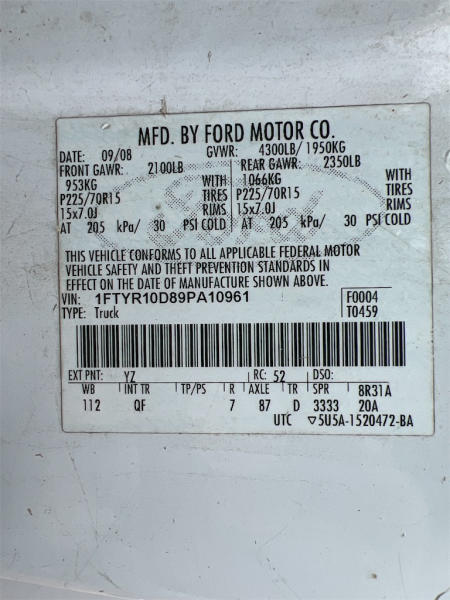 MFD. BY FORD MOTOR CO.
DATE: 09/08 GVWR: 4300LB/ 1950KG
FRONT GAWR: 2100LB REAR GAWR: 2350LB
953KG WITH 1066KG WITH
P225/70R15 TIRES P225/70R15 TIRES
15x7.0J RIMS 15x7.0J RIMS
AT 205 kPa/ 30 PSI COLD AT 205 kPa/ 30 PSI COLD
Ford
THIS VEHICLE CONFORMS TO ALL APPLICABLE FEDERAL MOTOR
VEHICLE SAFETY AND THEFT PREVENTION STANDARDS IN
EFFECT ON THE DATE OF MANUFACTURE SHOWN ABOVE.
VIN: 1FTYR10D89PA10961 F0004
TYPE: Truck T0459
EXT PNT: YZ RC: 52 DSO:
WB INT TR TP/PS R AXLE TR SPR 8R31A
112 QF 7 87 D 3333 20A
UTC ▽5U5A-1520472-BA